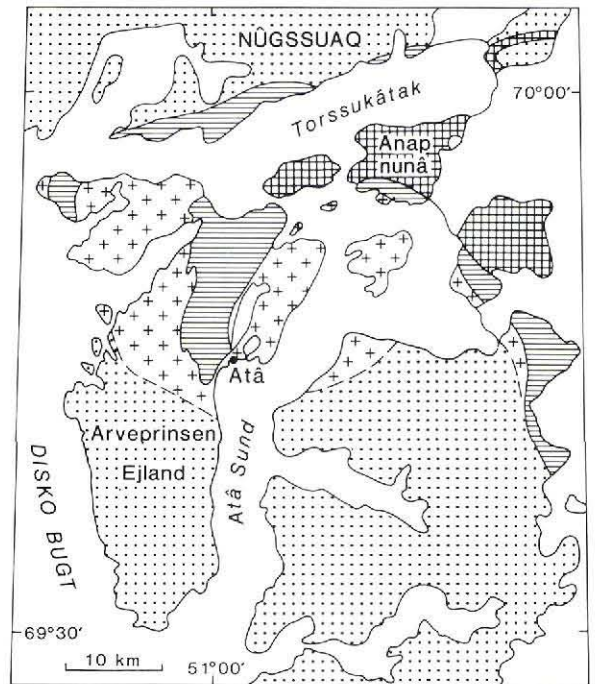 NÛGSSUAQ
70°00′
Torssukâtak
Anap
nunâ
Atâ
Arveprinsen
Ejland
Atâ Sund
DISKO BUGT
69°30′
10 km
51°00′